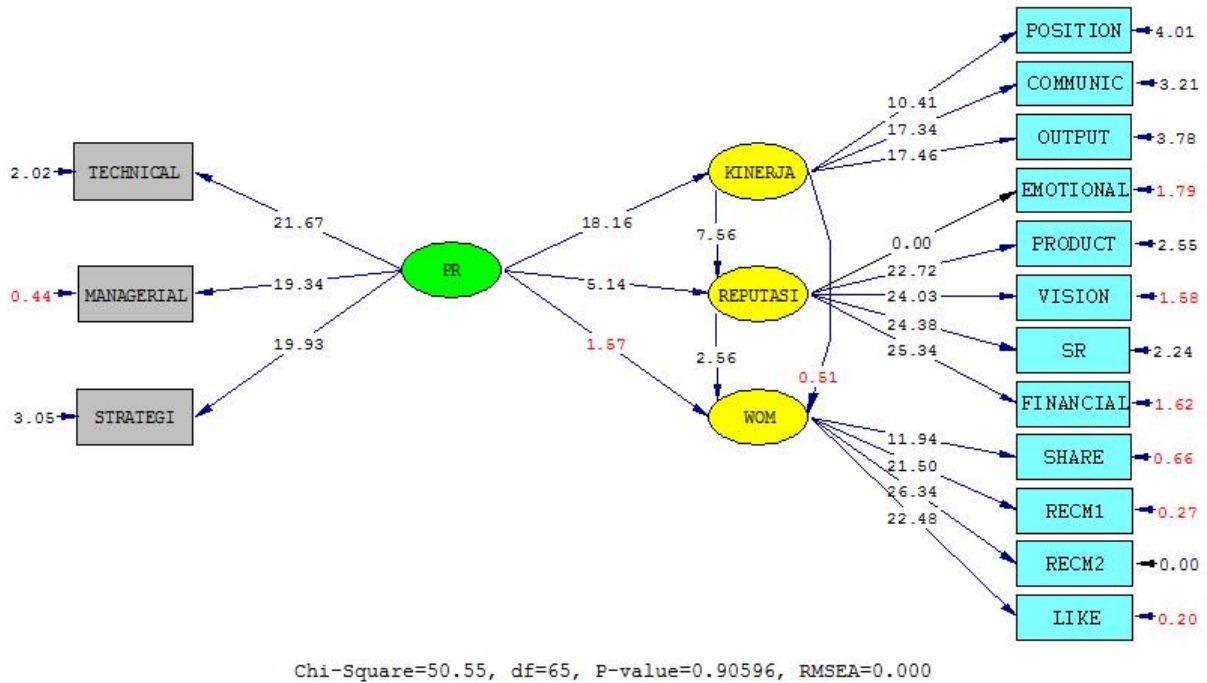 POSITION 4.01
COMMUNIC 3.21
10.41
17.34
OUTPUT 3.78
17.46
2.02 TECHNICAL
KINERJA
EMOTIONAL 1.79
21.67
18.16
7.56
0.00
PRODUCT 2.55
22.72
PR
0.44 MANAGERIAL 19.34
5.14
REPUTASI
24.03
VISION 1.58
24.38
19.93
1.57
2.56
25.34
SR 2.24
0.51
FINANCIAL 1.62
3.05 STRATEGI
WOM
11.94
SHARE 0.66
21.50
26.34
RECM1 0.27
22.48
RECM2 0.00
LIKE 0.20
Chi-Square=50.55, df=65, P-value=0.90596, RMSEA=0.000